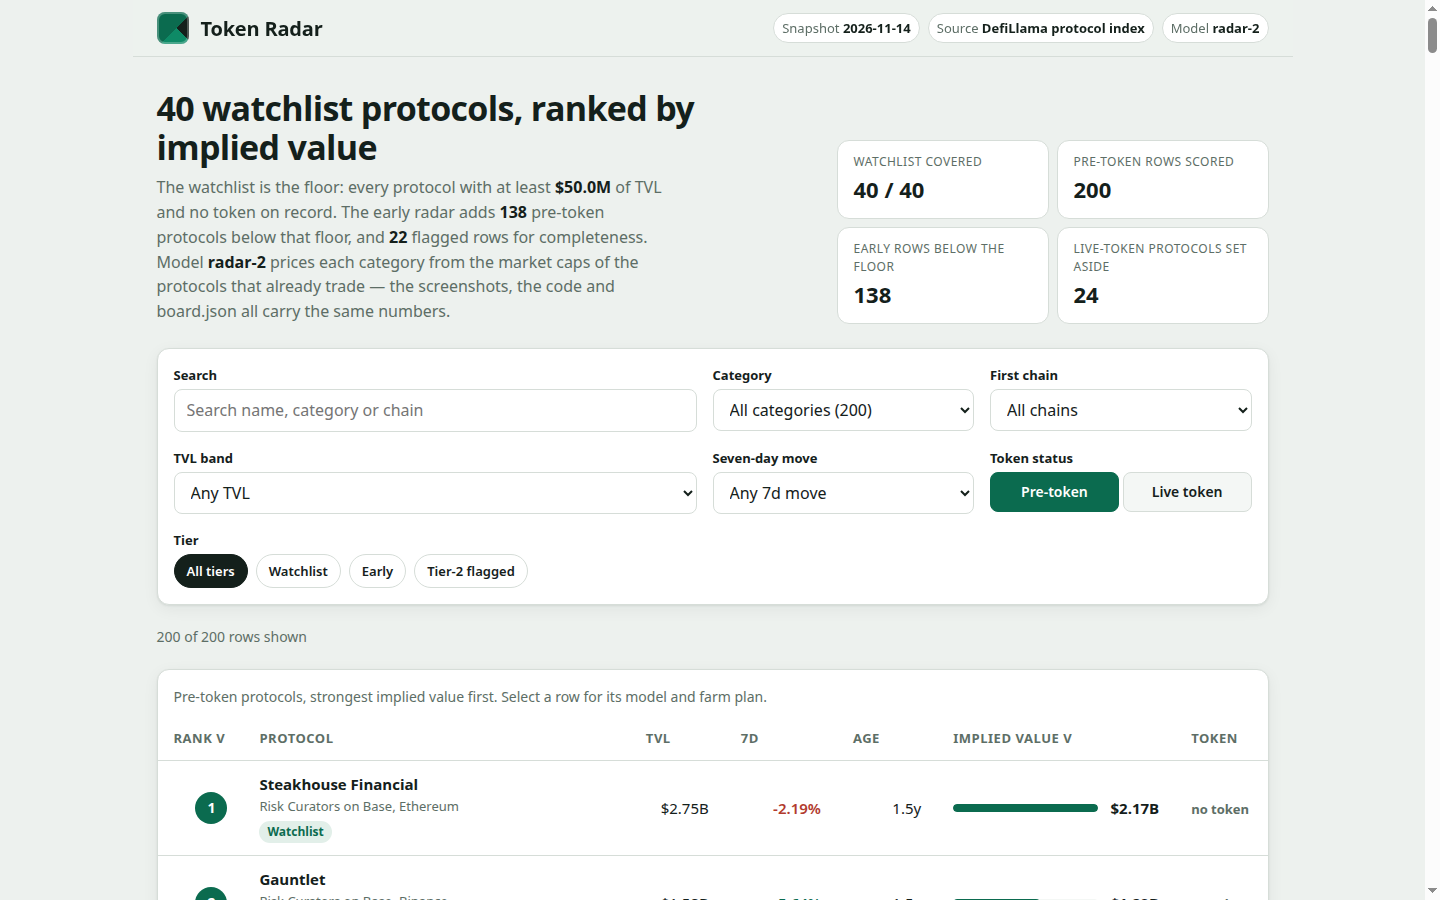 Token Radar
Snapshot 2026-11-14
Source DefiLlama protocol index
Model radar-2
40 watchlist protocols, ranked by
implied value
The watchlist is the floor: every protocol with at least $50.0M of TVL
and no token on record. The early radar adds 138 pre-token
protocols below that floor, and 22 flagged rows for completeness.
Model radar-2 prices each category from the market caps of the
protocols that already trade — the screenshots, the code and
board.json all carry the same numbers.
WATCHLIST COVERED
40 / 40
PRE-TOKEN ROWS SCORED
200
EARLY ROWS BELOW THE
FLOOR
138
LIVE-TOKEN PROTOCOLS SET
ASIDE
24
Search
Search name, category or chain
Category
All categories (200)
First chain
All chains
TVL band
Any TVL
Seven-day move
Any 7d move
Token status
Pre-token
Live token
Tier
All tiers
Watchlist
Early
Tier-2 flagged
200 of 200 rows shown
Pre-token protocols, strongest implied value first. Select a row for its model and farm plan.
RANK V PROTOCOL TVL 7D AGE IMPLIED VALUE V TOKEN
1
Steakhouse Financial
Risk Curators on Base, Ethereum
Watchlist
$2.75B -2.19% 1.5y $2.17B no token
Gauntlet